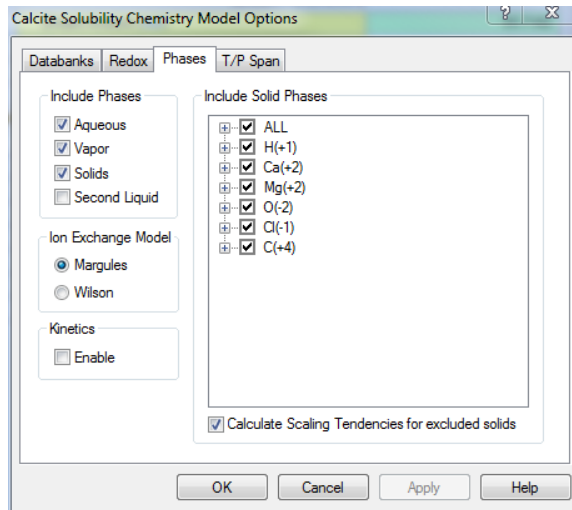 Calcite Solubility Chemistry Model Options
Databanks Redox Phases T/P Span
Include Phases
Aqueous
Vapor
Solids
Second Liquid
Ion Exchange Model
Margules
Wilson
Kinetics
Enable
Include Solid Phases
ALL
H(+1)
Ca(+2)
Mg(+2)
O(-2)
Cl(-1)
C(+4)
Calculate Scaling Tendencies for excluded solids
OK Cancel Apply Help